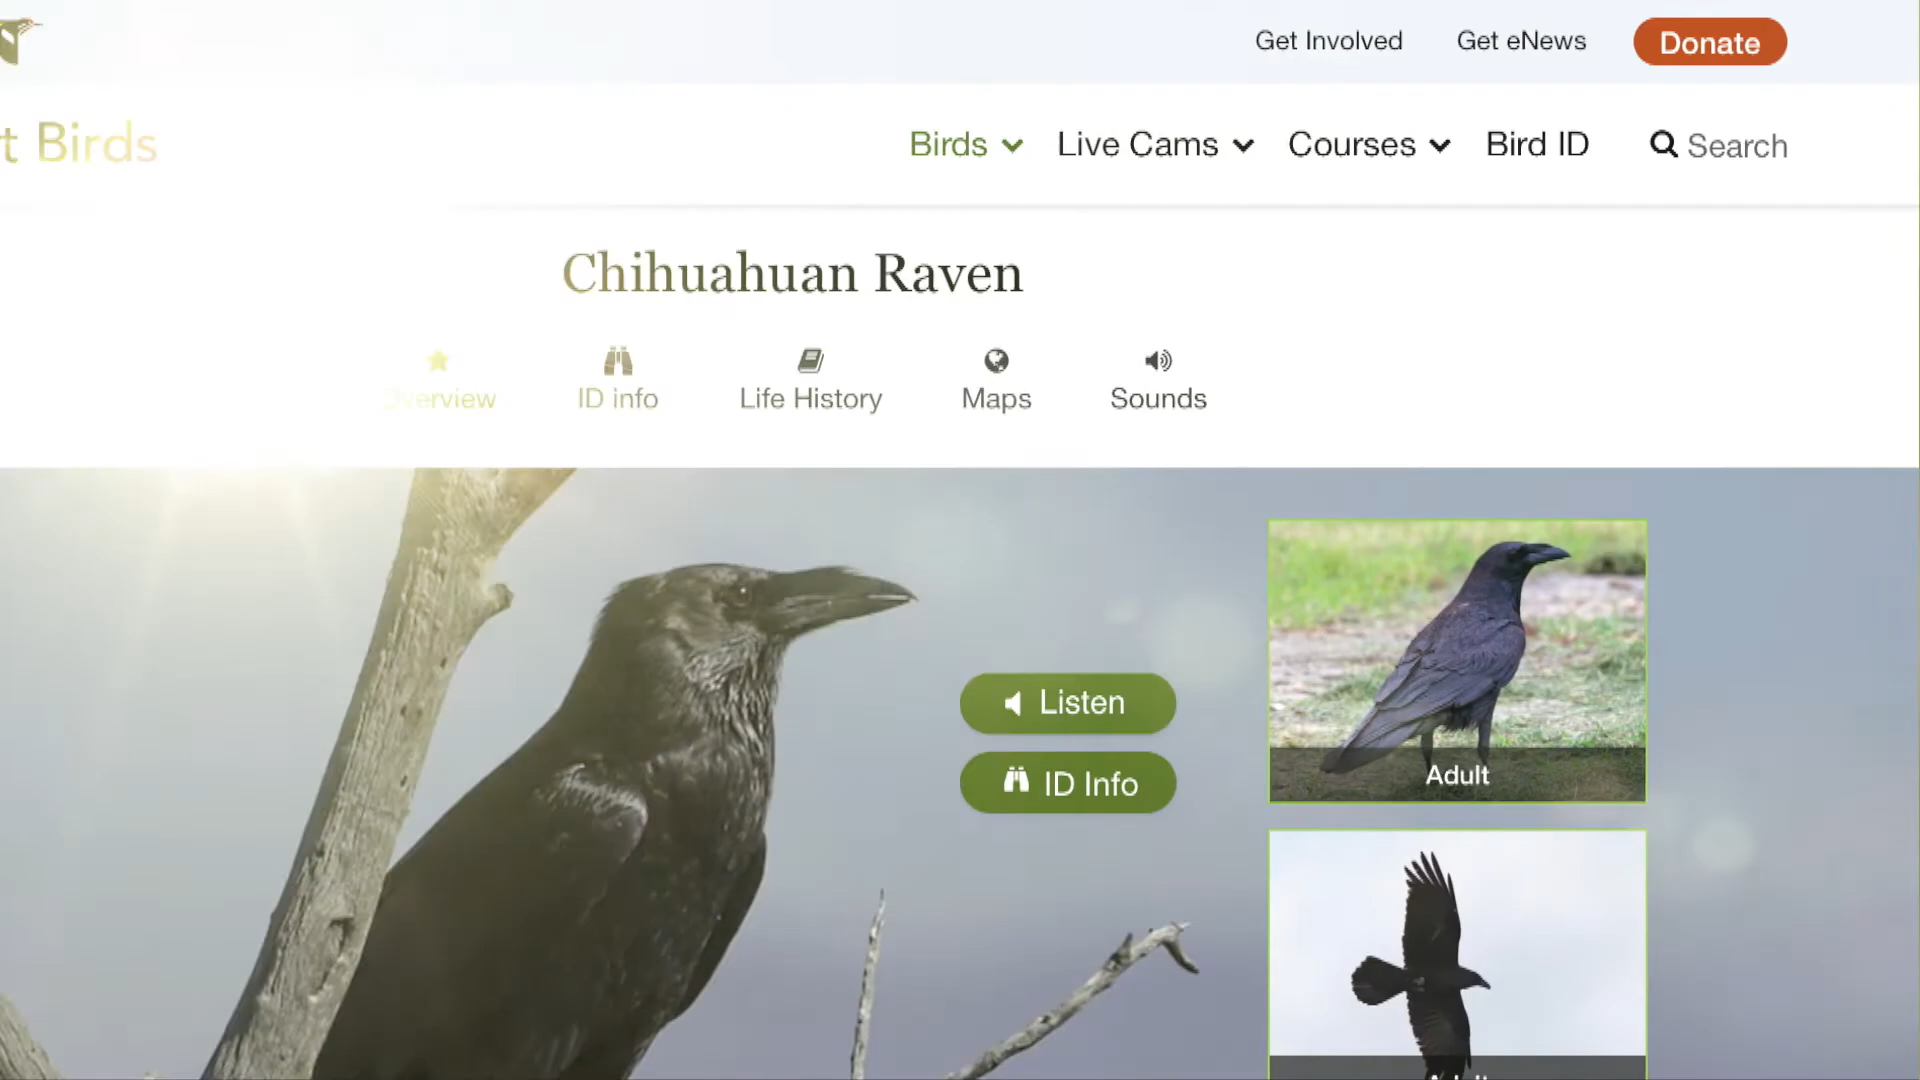 Get Involved Get eNews Donate
t Birds
Birds Live Cams Courses Bird ID Search
Chihuahuan Raven
Overview ID info Life History Maps Sounds
Listen
ID Info
Adult